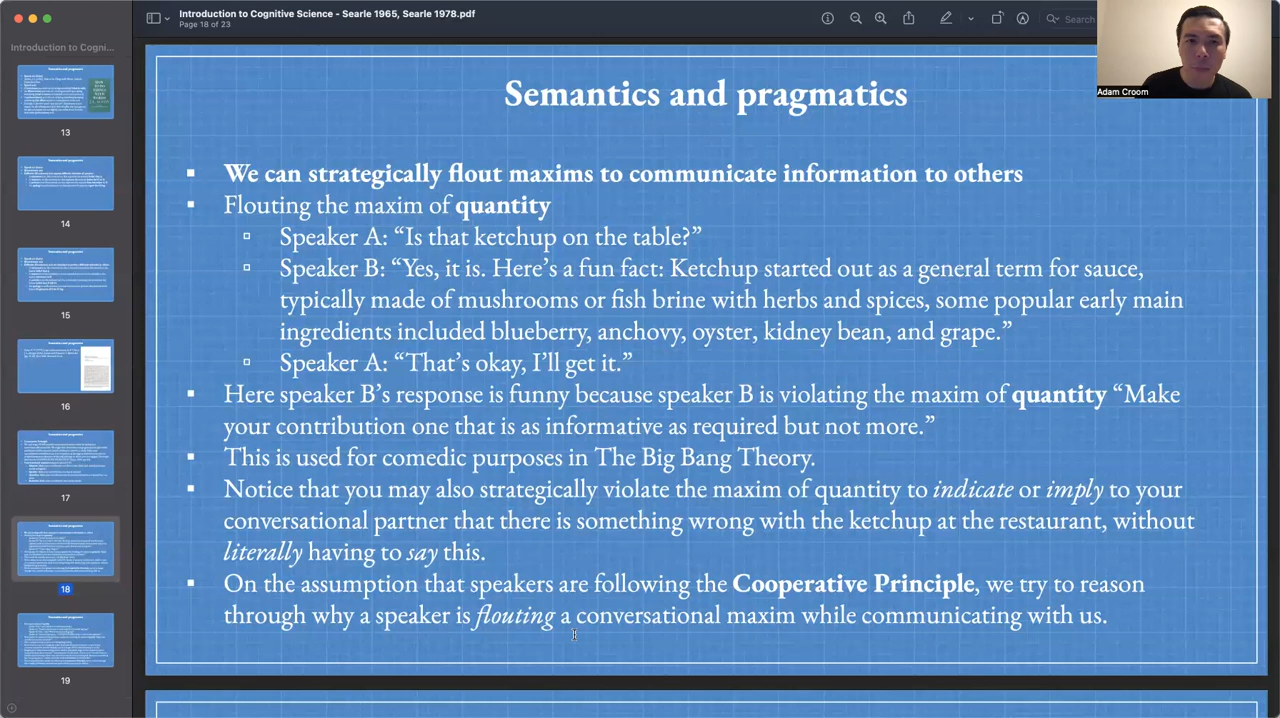 Introduction to Cognitive Science - Searle 1965, Searle 1978.pdf
Page 18 of 23
Search
Adam Croom
Introduction to Cogni...
13
14
15
16
17
18
19
Semantics and pragmatics
▪ We can strategically flout maxims to communicate information to others
▪ Flouting the maxim of quantity
▫ Speaker A: “Is that ketchup on the table?”
▫ Speaker B: “Yes, it is. Here’s a fun fact: Ketchup started out as a general term for sauce,
typically made of mushrooms or fish brine with herbs and spices, some popular early main
ingredients included blueberry, anchovy, oyster, kidney bean, and grape.”
▫ Speaker A: “That’s okay, I’ll get it.”
▪ Here speaker B’s response is funny because speaker B is violating the maxim of quantity “Make
your contribution one that is as informative as required but not more.”
▪ This is used for comedic purposes in The Big Bang Theory.
▪ Notice that you may also strategically violate the maxim of quantity to indicate or imply to your
conversational partner that there is something wrong with the ketchup at the restaurant, without
literally having to say this.
▪ On the assumption that speakers are following the Cooperative Principle, we try to reason
through why a speaker is flouting a conversational maxim while communicating with us.